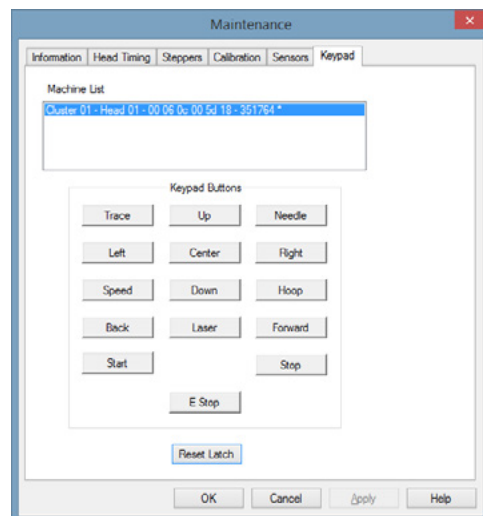 Maintenance
Information Head Timing Steppers Calibration Sensors Keypad
Machine List
Cluster 01 - Head 01 - 00 06 0c 00 5d 18 - 351764 *
Keypad Buttons
Trace Up Needle
Left Center Right
Speed Down Hoop
Back Laser Forward
Start Stop
E Stop
Reset Latch
OK Cancel Apply Help